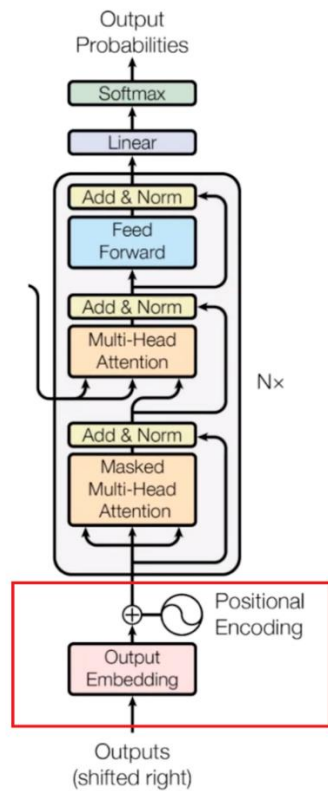 Output
Probabilities
Softmax
Linear
Add & Norm
Feed
Forward
Add & Norm
Multi-Head
Attention
N×
Add & Norm
Masked
Multi-Head
Attention
Positional
Encoding
Output
Embedding
Outputs
(shifted right)